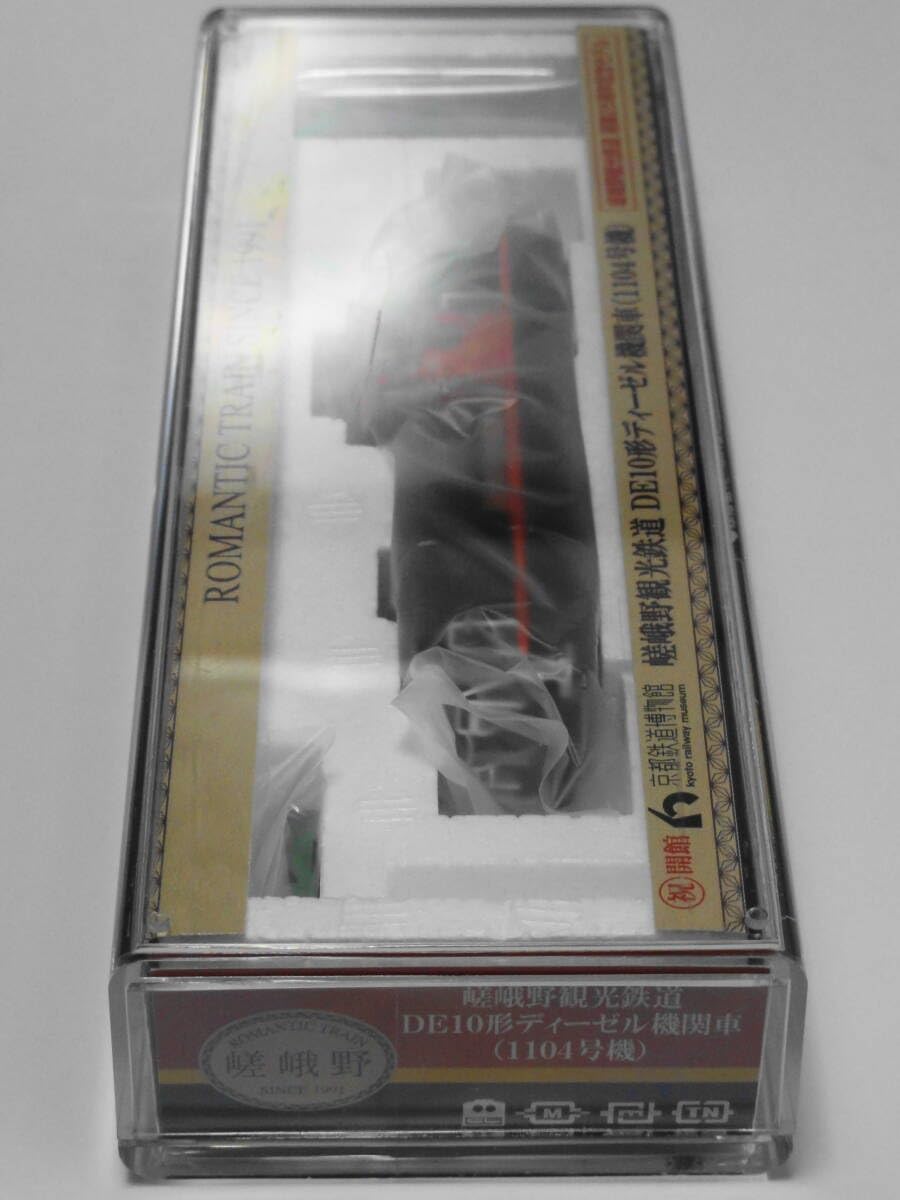 ROMANTIC TRAIN SINCE 1991
嵯峨野観光鉄道 DE10形ディーゼル機関車(1104号機)
祝 開館 京都鉄道博物館
kyoto railway museum
嵯峨野観光鉄道
DE10形ディーゼル機関車
(1104号機)
ROMANTIC TRAIN
嵯峨野
SINCE 1991
M
TN